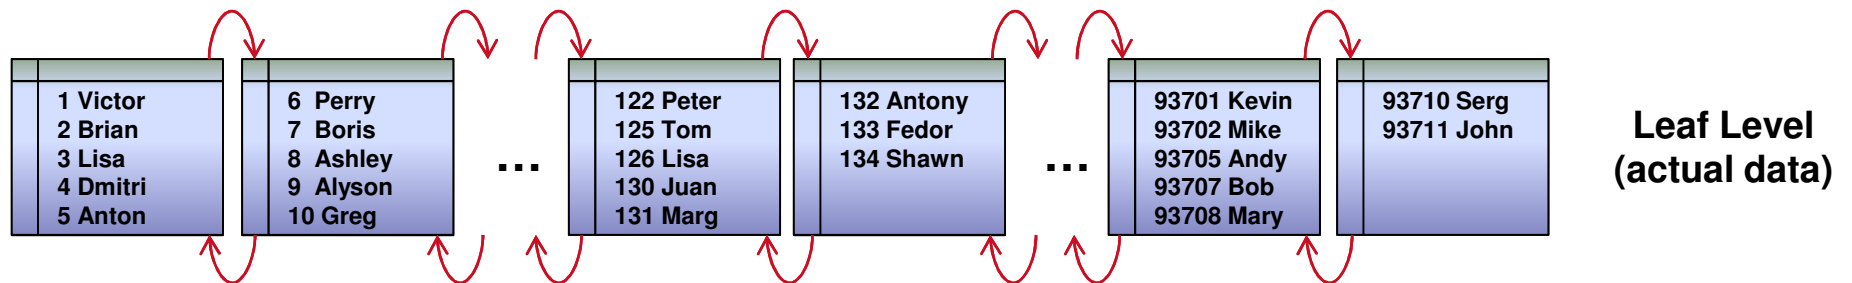 1 Victor
2 Brian
3 Lisa
4 Dmitri
5 Anton
6 Perry
7 Boris
8 Ashley
9 Alyson
10 Greg
...
122 Peter
125 Tom
126 Lisa
130 Juan
131 Marg
132 Antony
133 Fedor
134 Shawn
...
93701 Kevin
93702 Mike
93705 Andy
93707 Bob
93708 Mary
93710 Serg
93711 John
Leaf Level
(actual data)